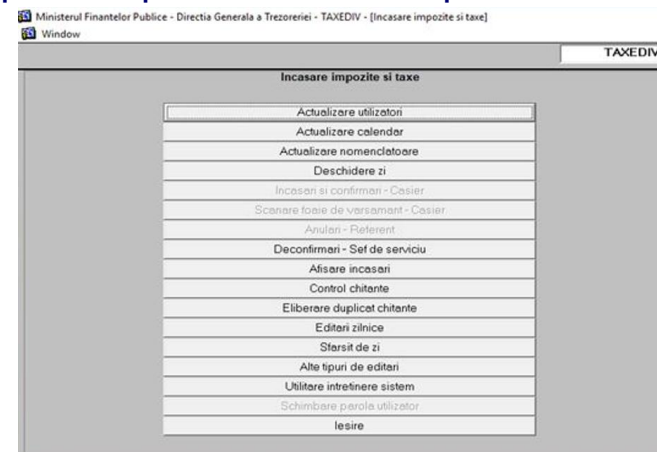 Ministerul Finantelor Publice - Directia Generala a Trezoreriei - TAXEDIV - [Incasare impozite si taxe]
Window
TAXEDIV
Incasare impozite si taxe
Actualizare utilizatori
Actualizare calendar
Actualizare nomenclatoare
Deschidere zi
Incasari si confirmari - Casier
Scanare foaie de varsamant - Casier
Anulari - Referent
Deconfirmari - Sef de serviciu
Afisare incasari
Control chitante
Eliberare duplicat chitante
Editari zilnice
Sfarsit de zi
Alte tipuri de editari
Utilitare intretinere sistem
Schimbare parola utilizator
Iesire